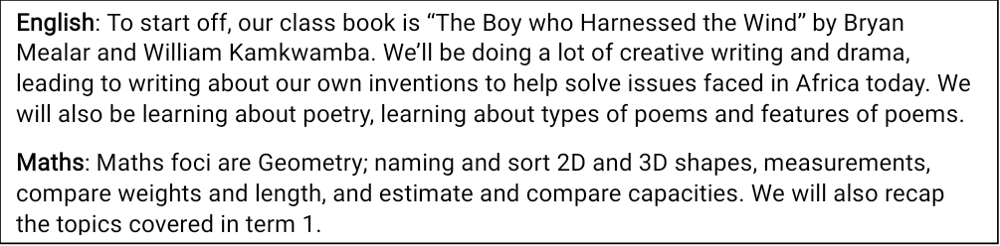 English: To start off, our class book is “The Boy who Harnessed the Wind” by Bryan
Mealar and William Kamkwamba. We’ll be doing a lot of creative writing and drama,
leading to writing about our own inventions to help solve issues faced in Africa today. We
will also be learning about poetry, learning about types of poems and features of poems.
Maths: Maths foci are Geometry; naming and sort 2D and 3D shapes, measurements,
compare weights and length, and estimate and compare capacities. We will also recap
the topics covered in term 1.